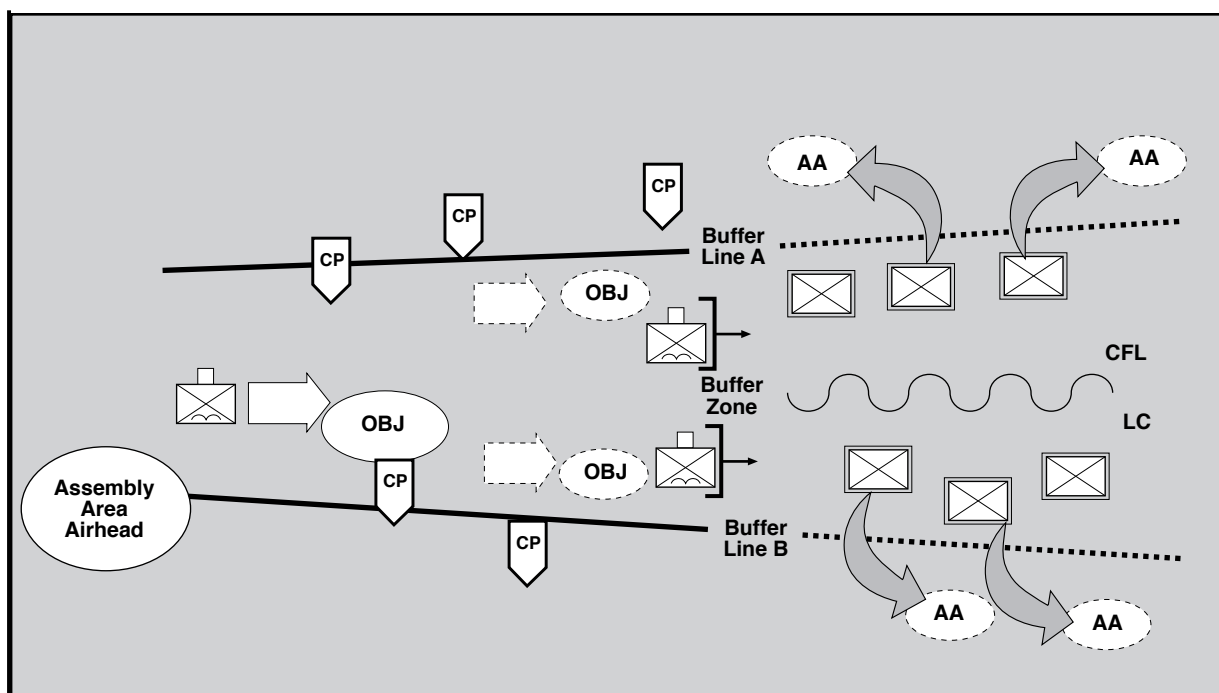 AA
AA
CP
CP
CP
Buffer
Line A
OBJ
CFL
Buffer
Zone
LC
OBJ
OBJ
CP
Assembly
Area
Airhead
CP
Buffer
Line B
AA
AA